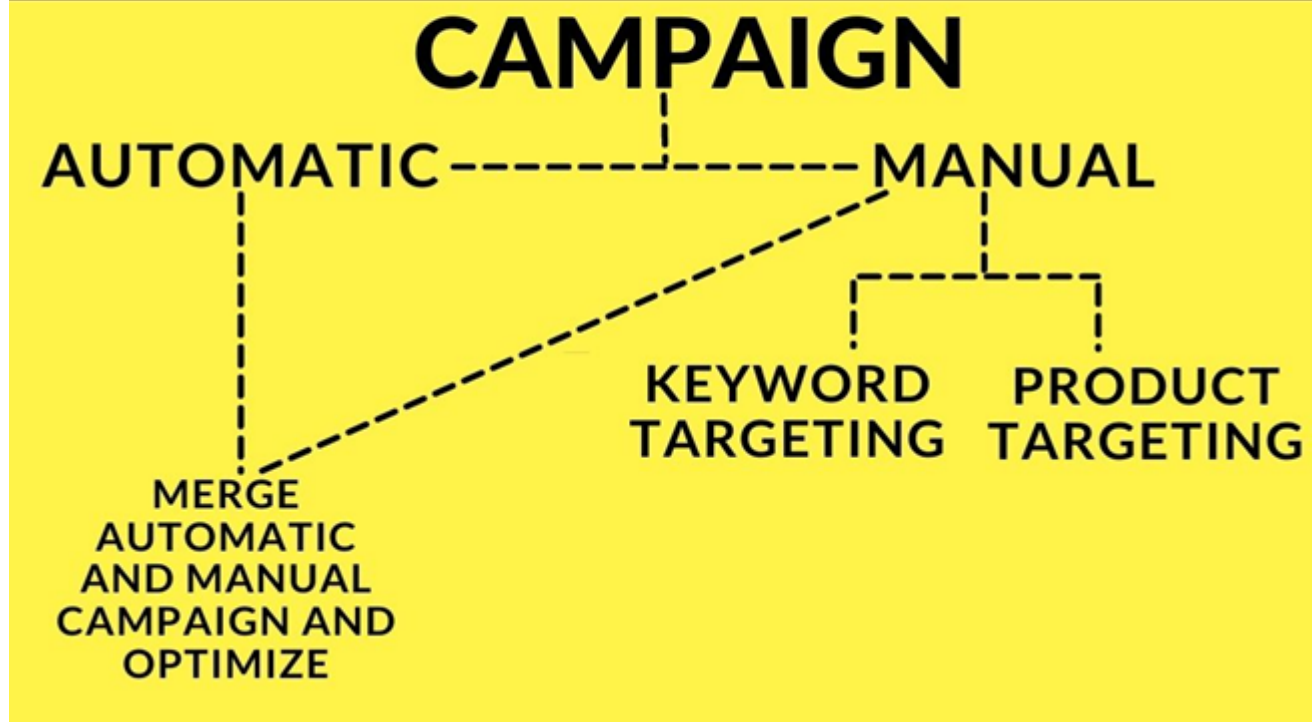 CAMPAIGN
AUTOMATIC
MANUAL
KEYWORD
TARGETING
PRODUCT
TARGETING
MERGE
AUTOMATIC
AND MANUAL
CAMPAIGN AND
OPTIMIZE